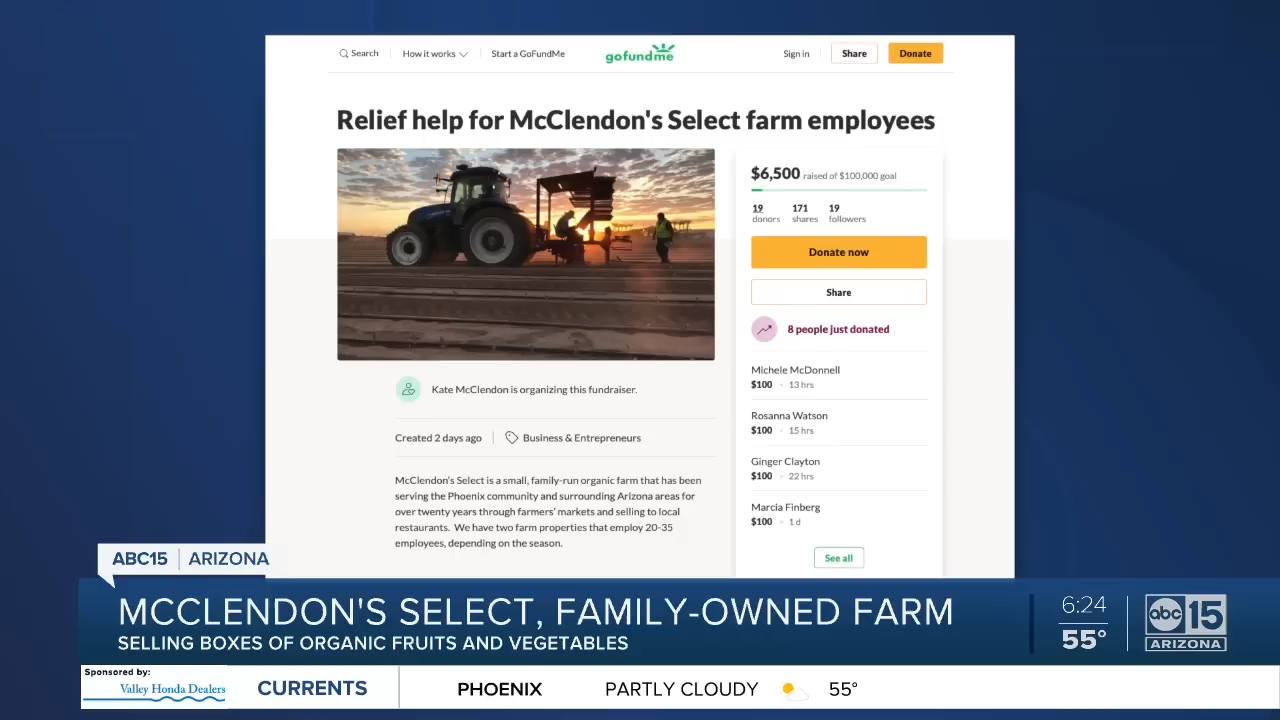 Search
How it works
Start a GoFundMe
gofundme
Sign in
Share
Donate
Relief help for McClendon's Select farm employees
$6,500 raised of $100,000 goal
19 171 19
donors shares followers
Donate now
Share
8 people just donated
Michele McDonnell
$100 · 13 hrs
Rosanna Watson
$100 · 15 hrs
Ginger Clayton
$100 · 22 hrs
Marcia Finberg
$100 · 1 d
See all
Kate McClendon is organizing this fundraiser.
Created 2 days ago
Business & Entrepreneurs
McClendon's Select is a small, family-run organic farm that has been
serving the Phoenix community and surrounding Arizona areas for
over twenty years through farmers' markets and selling to local
restaurants. We have two farm properties that employ 20-35
employees, depending on the season.
ABC15 ARIZONA
MCCLENDON'S SELECT, FAMILY-OWNED FARM
SELLING BOXES OF ORGANIC FRUITS AND VEGETABLES
6:24
55°
abc 15
ARIZONA
Sponsored by:
Valley Honda Dealers
CURRENTS
PHOENIX
PARTLY CLOUDY
55°